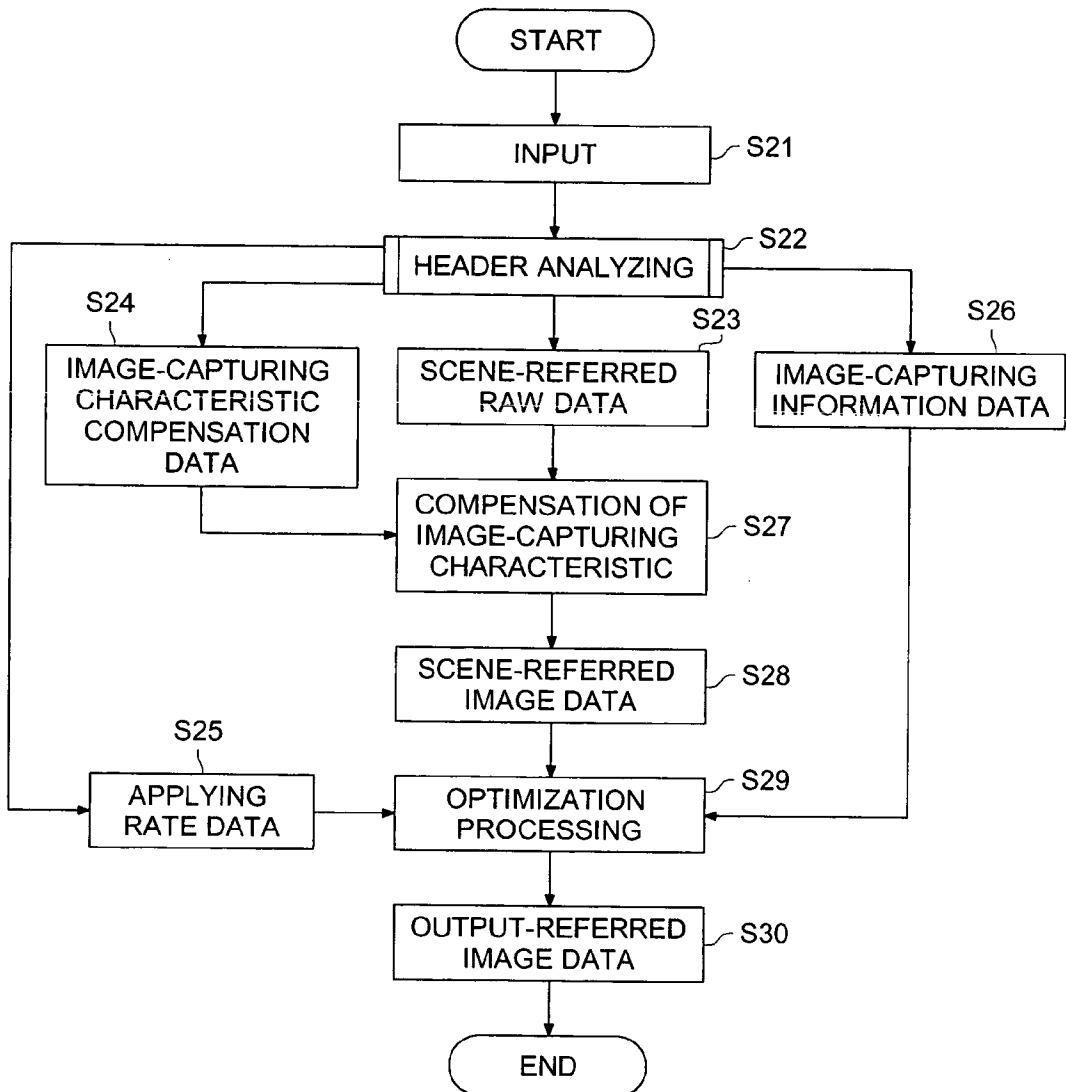 START
INPUT
S21
HEADER ANALYZING
S22
S24
IMAGE-CAPTURING
CHARACTERISTIC
COMPENSATION
DATA
S23
SCENE-REFERRED
RAW DATA
S26
IMAGE-CAPTURING
INFORMATION DATA
COMPENSATION OF
IMAGE-CAPTURING
CHARACTERISTIC
S27
SCENE-REFERRED
IMAGE DATA
S28
S25
APPLYING
RATE DATA
OPTIMIZATION
PROCESSING
S29
OUTPUT-REFERRED
IMAGE DATA
S30
END